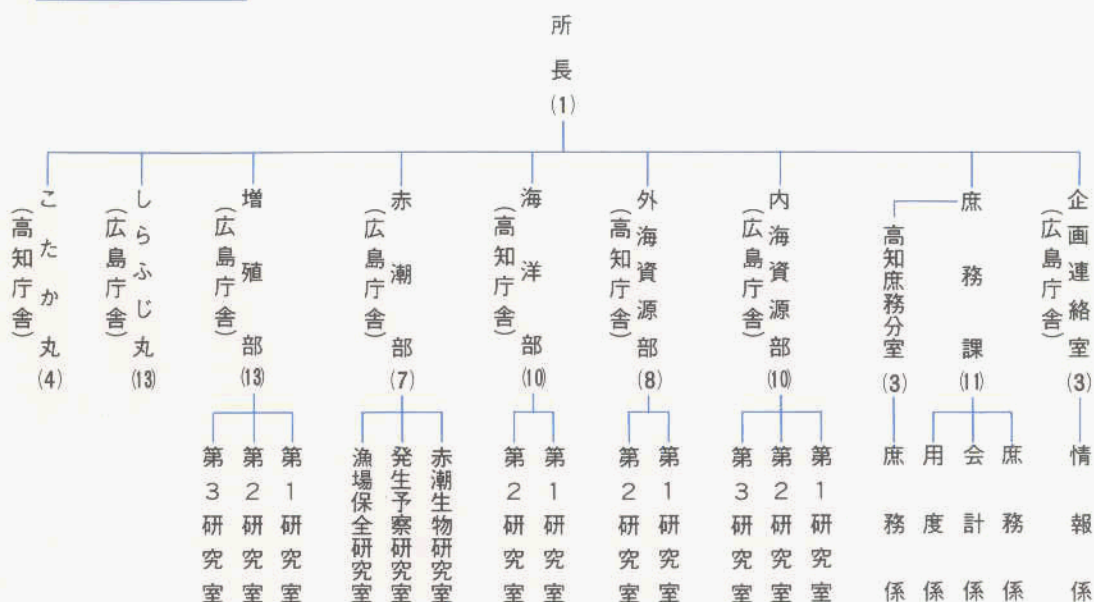 所長
(1)
企画連絡室
(広島庁舎)
(3)
情報係
庶務課
(11)
庶務係
会計係
用度係
高知庶務分室
(3)
庶務係
内海資源部
(広島庁舎)
(10)
第1研究室
第2研究室
第3研究室
外海資源部
(高知庁舎)
(8)
第1研究室
第2研究室
海洋部
(高知庁舎)
(10)
第1研究室
第2研究室
赤潮部
(広島庁舎)
(7)
赤潮生物研究室
発生予察研究室
漁場保全研究室
増殖部
(広島庁舎)
(13)
第1研究室
第2研究室
第3研究室
しらふじ丸
(広島庁舎)
(13)
こたか丸
(高知庁舎)
(4)